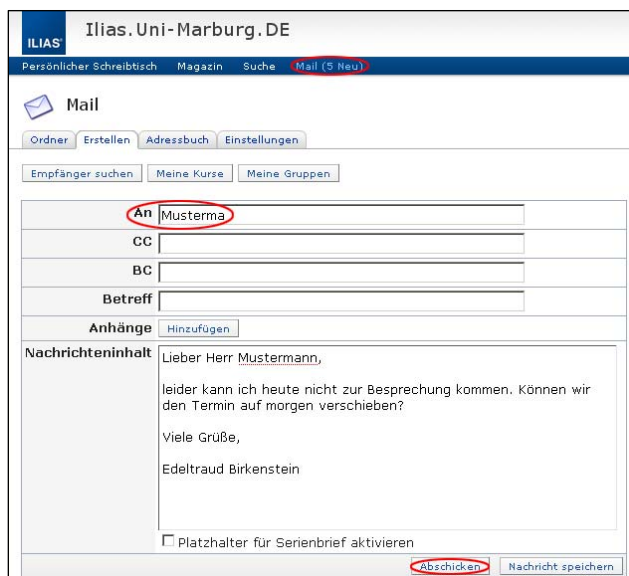 ILIAS
Ilias.Uni-Marburg.DE
Persönlicher Schreibtisch Magazin Suche Mail (5 Neu)
Mail
Ordner Erstellen Adressbuch Einstellungen
Empfänger suchen Meine Kurse Meine Gruppen
An Musterma
CC
BC
Betreff
Anhänge Hinzufügen
Nachrichteninhalt Lieber Herr Mustermann,
leider kann ich heute nicht zur Besprechung kommen. Können wir
den Termin auf morgen verschieben?
Viele Grüße,
Edeltraud Birkenstein
Platzhalter für Serienbrief aktivieren
Abschicken Nachricht speichern